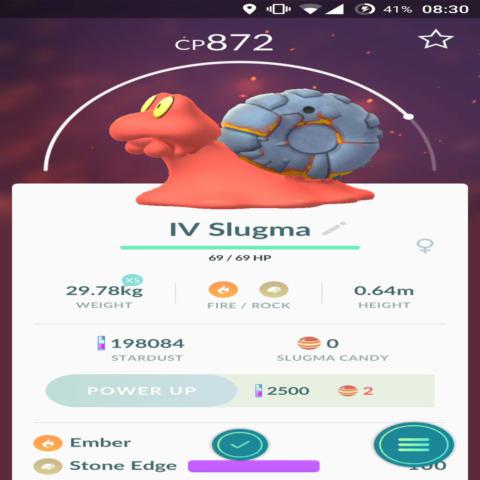 41% 08:30
CP872
IV Slugma
69 / 69 HP
XS
29.78kg
WEIGHT
FIRE / ROCK
0.64m
HEIGHT
198084
STARDUST
0
SLUGMA CANDY
POWER UP 2500 2
Ember
Stone Edge 100